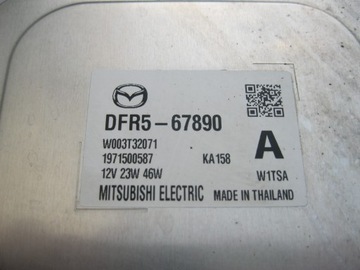 DFR5-67890
W003T32071
1971500587 KA158 A
12V 23W 46W W1TSA
MITSUBISHI ELECTRIC MADE IN THAILAND